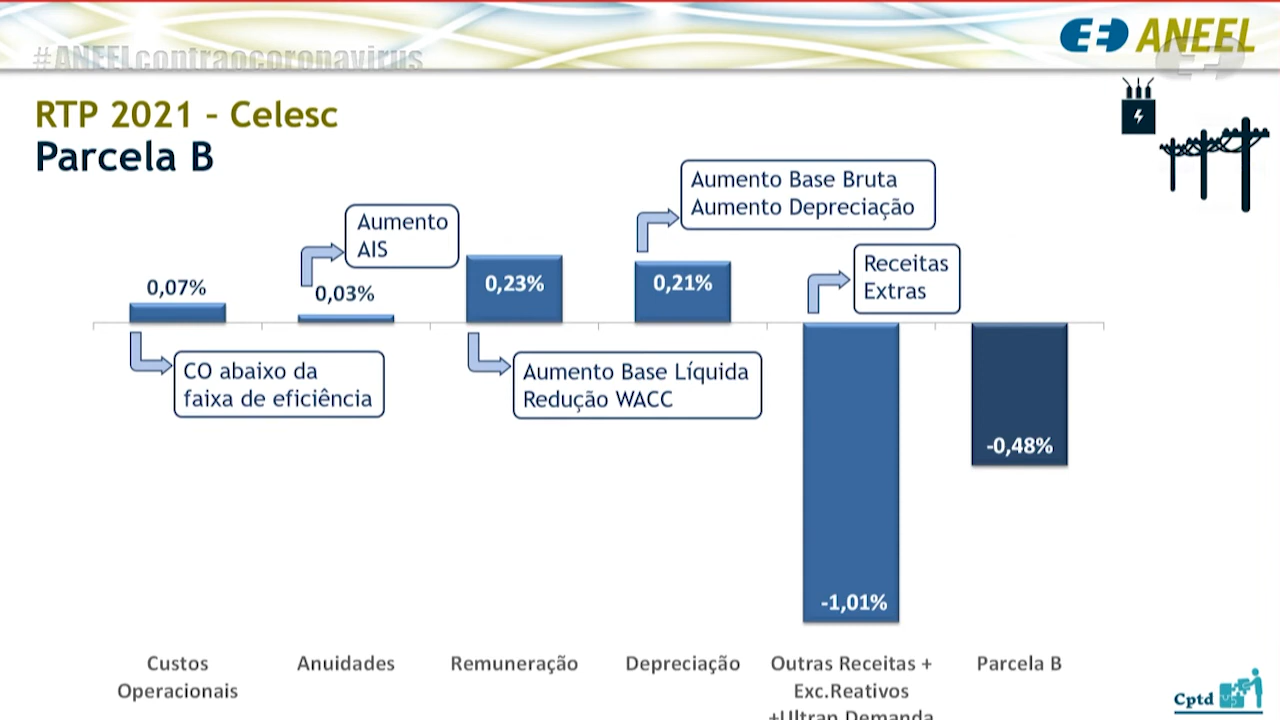 #ANEELcontraocoronavirus
ANEEL
RTP 2021 – Celesc
Parcela B
Aumento Base Bruta
Aumento Depreciação
Aumento
AIS
Receitas
Extras
0,07%
0,03%
0,23%
0,21%
CO abaixo da
faixa de eficiência
Aumento Base Líquida
Redução WACC
-0,48%
-1,01%
Custos
Operacionais
Anuidades
Remuneração
Depreciação
Outras Receitas +
Exc.Reativos
+Ultrap Demanda
Parcela B
Cptd